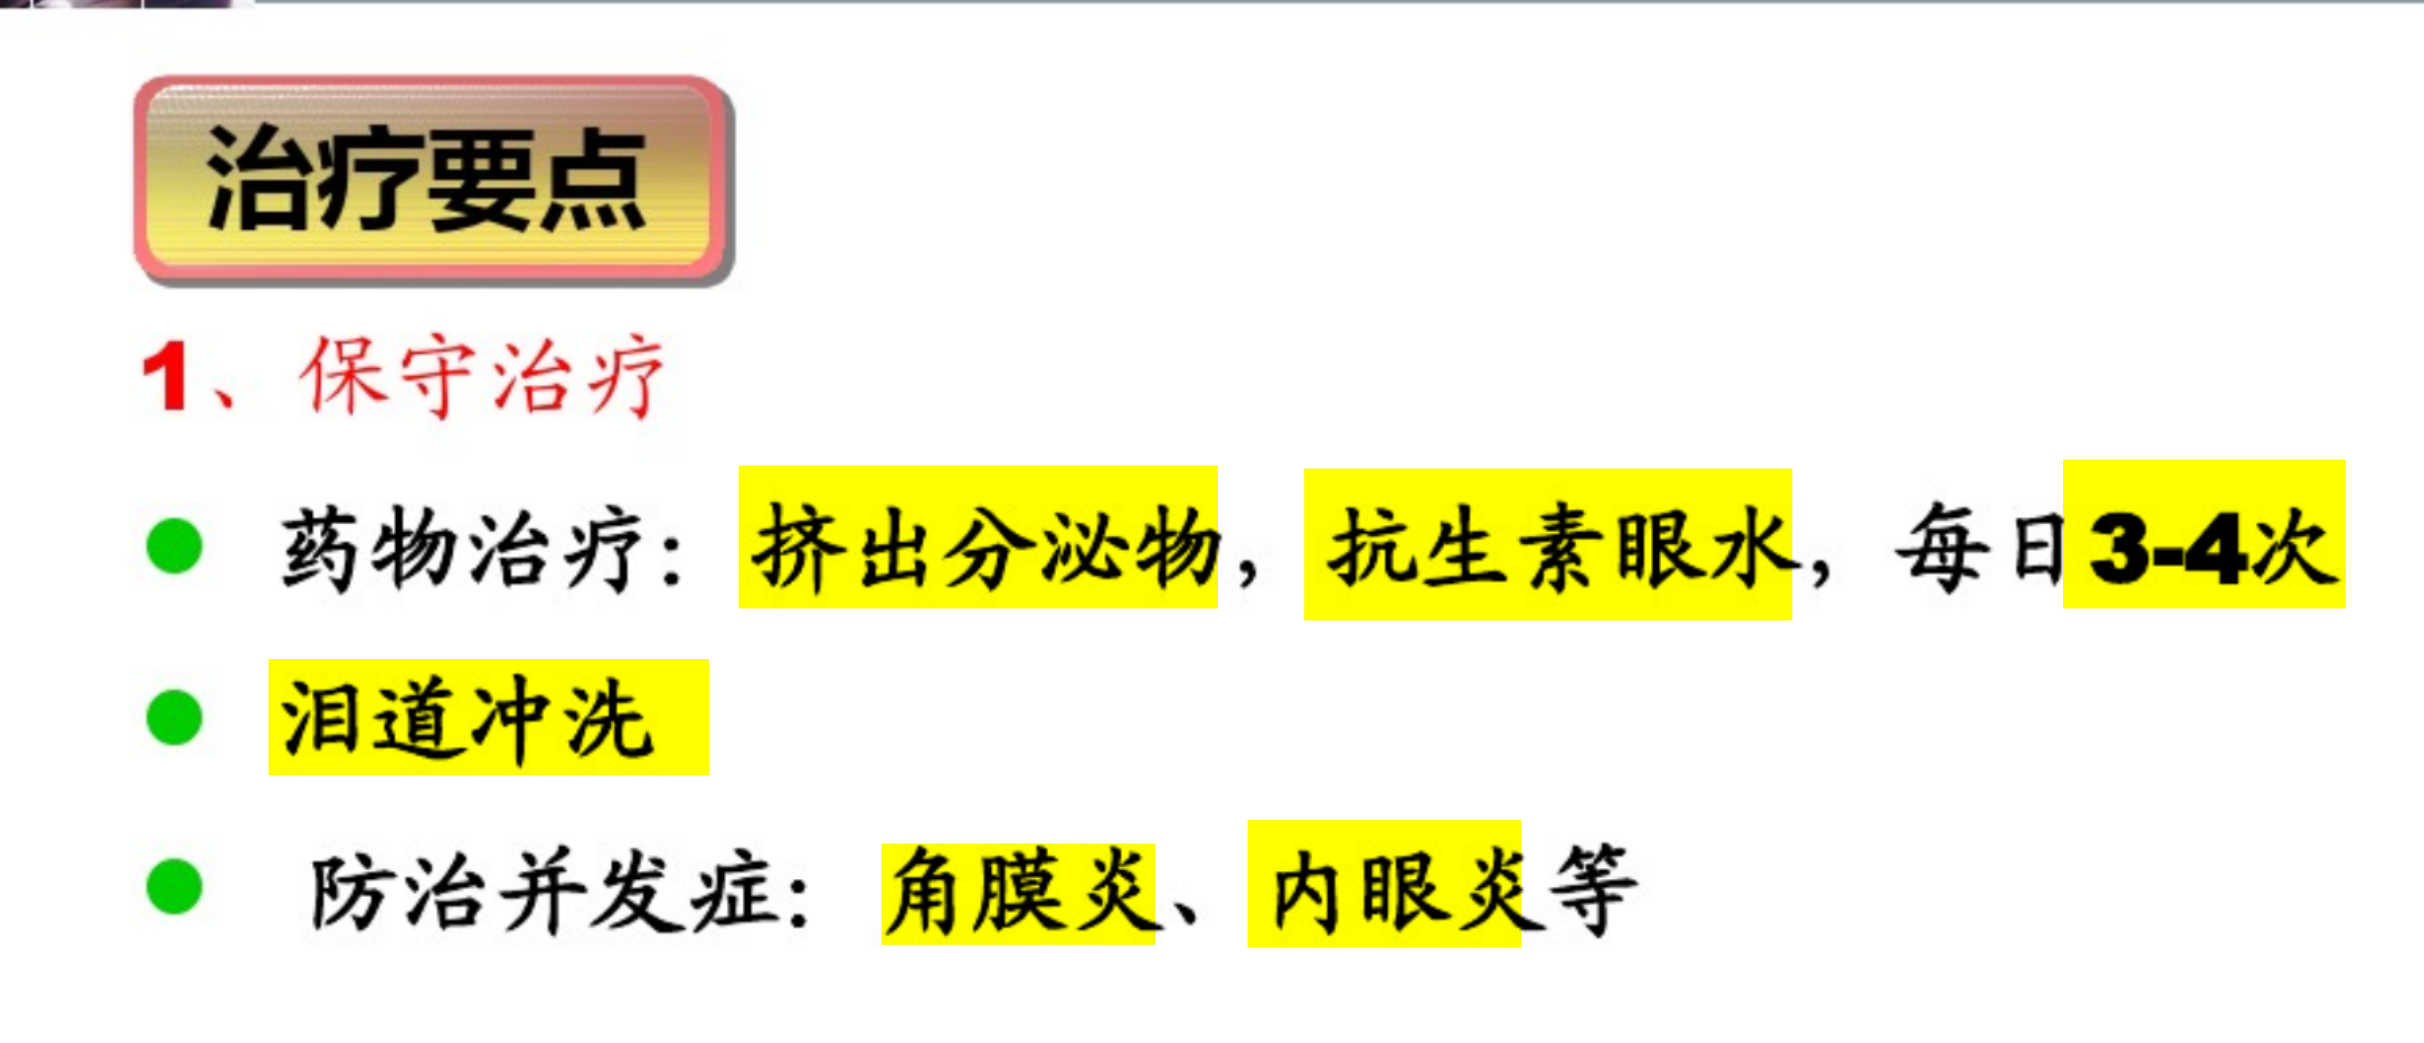 治疗要点
1、保守治疗
药物治疗：挤出分泌物，抗生素眼水，每日3-4次
泪道冲洗
防治并发症：角膜炎、内眼炎等